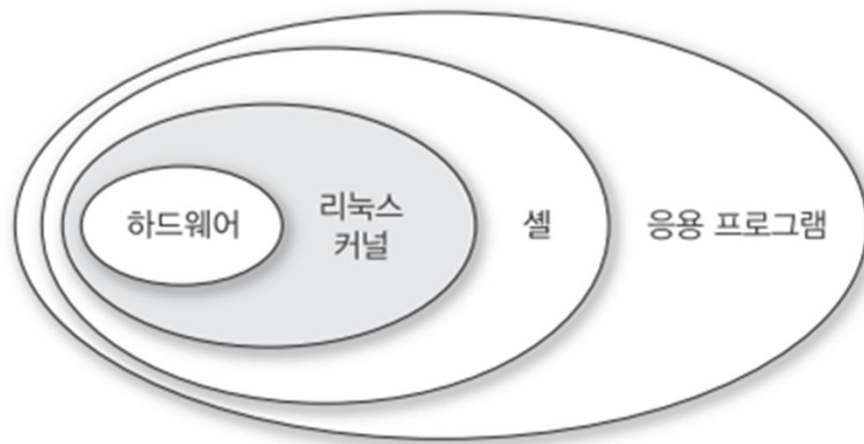 하드웨어
리눅스
커널
셸
응용 프로그램